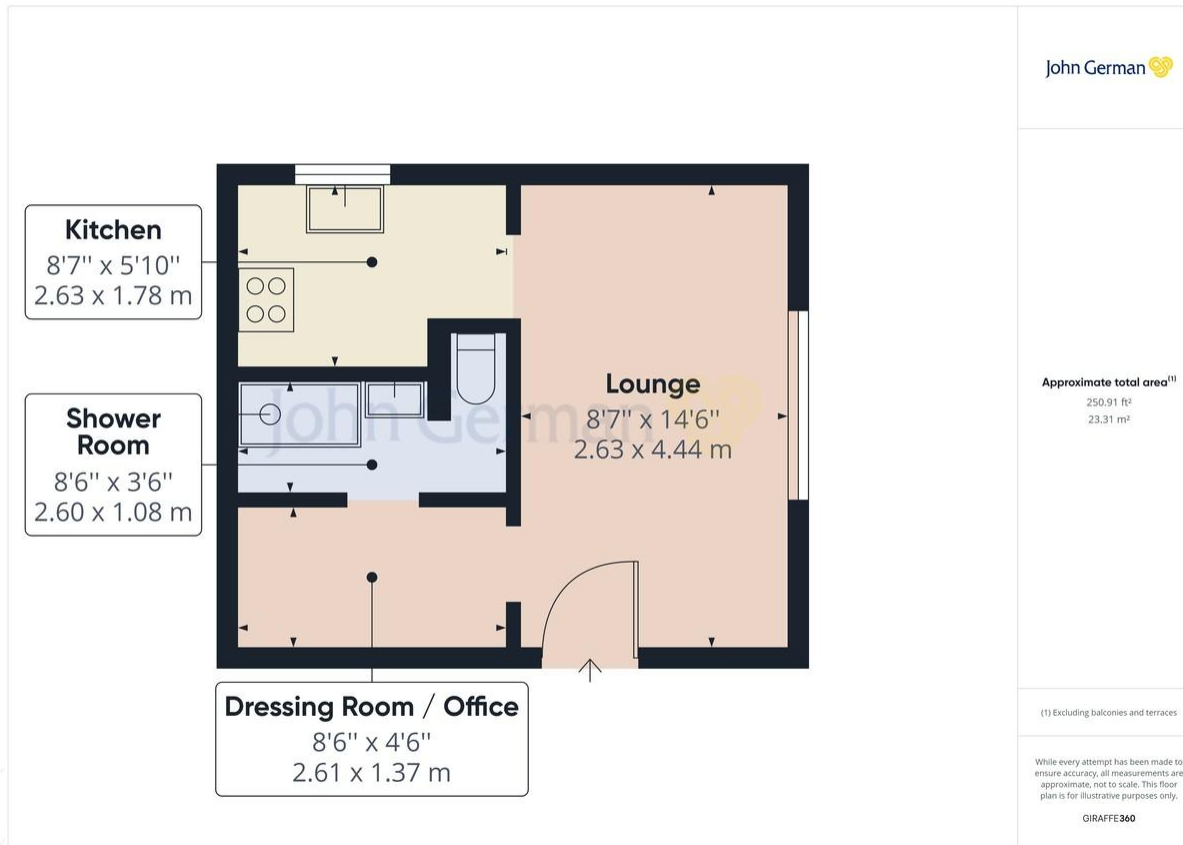 John German
Kitchen
8'7" x 5'10"
2.63 x 1.78 m
Shower
Room
8'6" x 3'6"
2.60 x 1.08 m
Lounge
8'7" x 14'6"
2.63 x 4.44 m
John German
Dressing Room / Office
8'6" x 4'6"
2.61 x 1.37 m
Approximate total area(1)
250.91 ft²
23.31 m²
(1) Excluding balconies and terraces
While every attempt has been made to
ensure accuracy, all measurements are
approximate, not to scale. This floor
plan is for illustrative purposes only.
GIRAFFE360